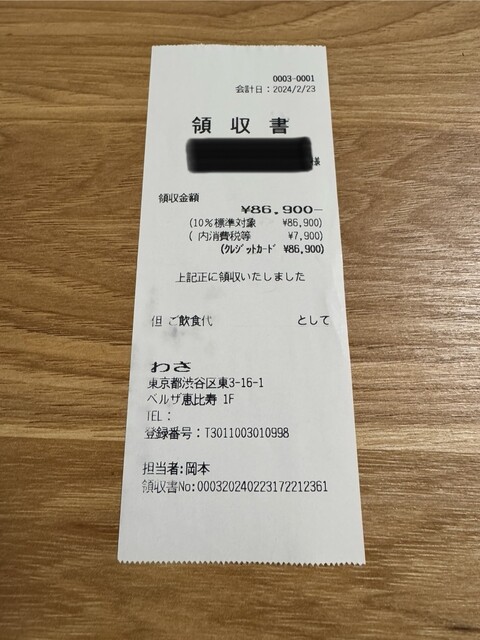 0003-0001
会計日：2024/2/23
領収書
様
領収金額
¥86,900-
(10%標準対象 ¥86,900)
( 内消費税等 ¥7,900)
(ｸﾚｼﾞｯﾄｶｰﾄﾞ ¥86,900)
上記正に領収いたしました
但 ご飲食代 として
わさ
東京都渋谷区東3-16-1
ベルザ恵比寿 1F
TEL：
登録番号：T3011003010998
担当者:岡本
領収書No:000320240223172212361